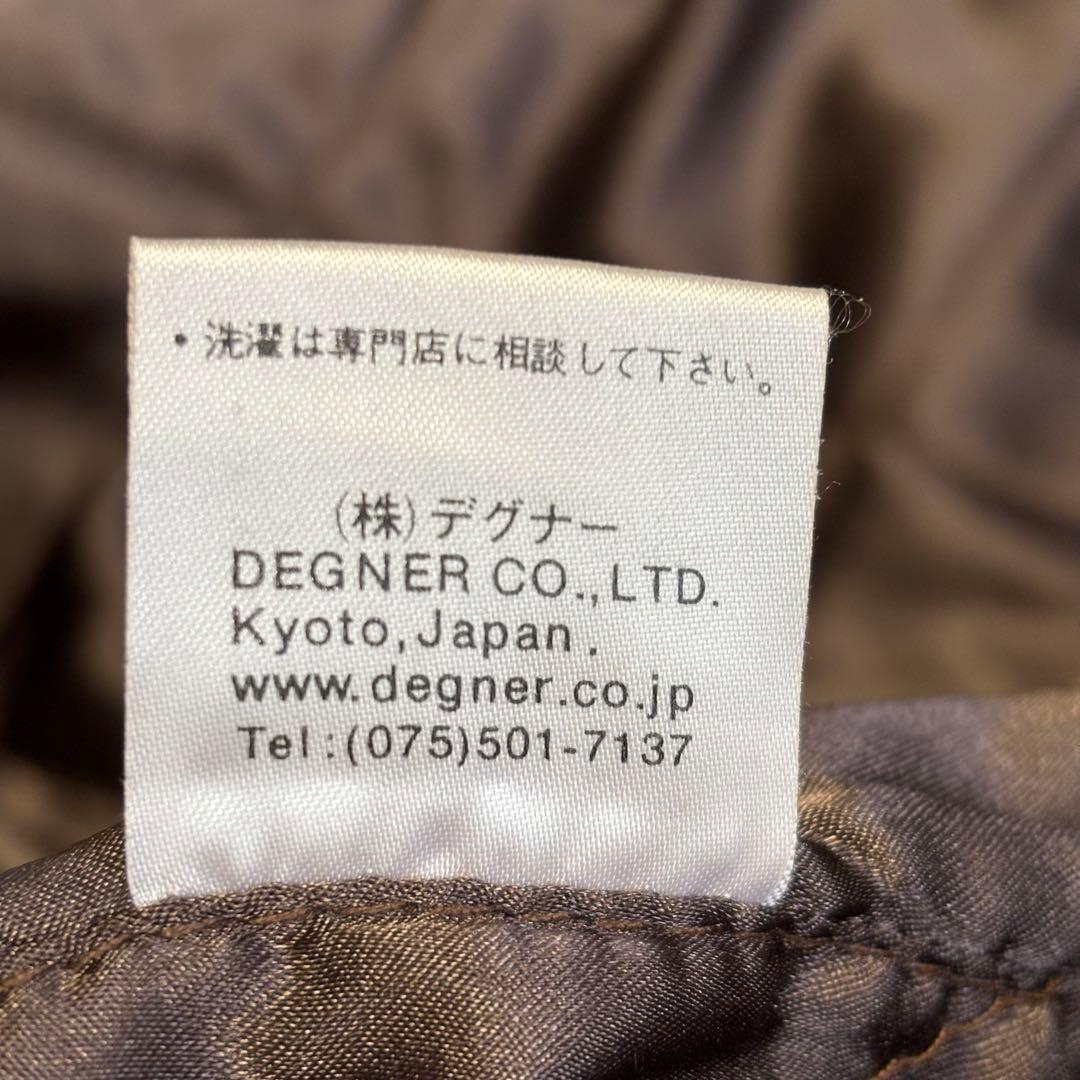 ・洗濯は専門店に相談して下さい。
(株)デグナー
DEGNER CO.,LTD.
Kyoto,Japan.
www.degner.co.jp
Tel:(075)501-7137